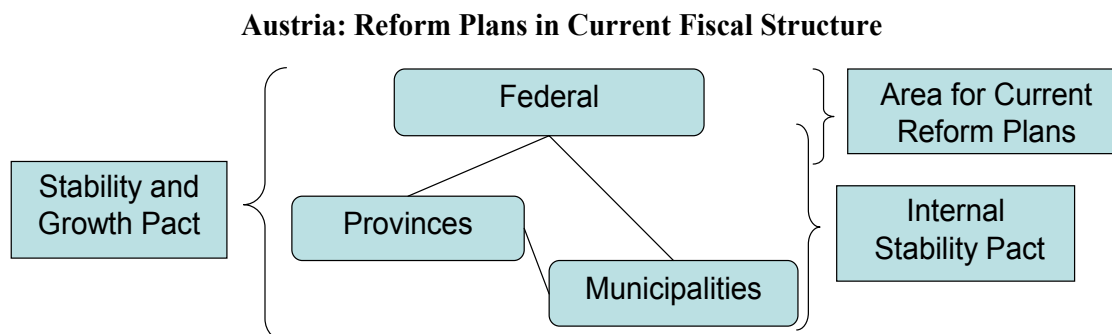 Austria: Reform Plans in Current Fiscal Structure
Federal
Area for Current
Reform Plans
Stability and
Growth Pact
Provinces
Internal
Stability Pact
Municipalities